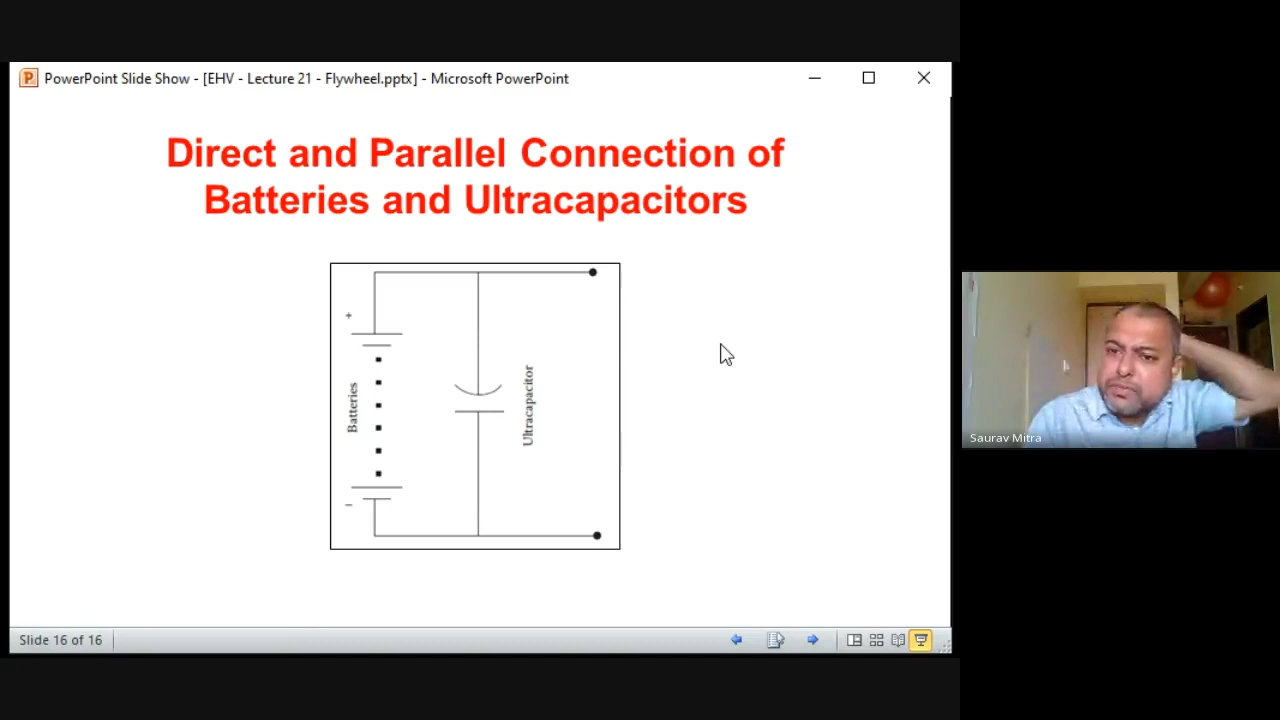 PowerPoint Slide Show - [EHV - Lecture 21 - Flywheel.pptx] - Microsoft PowerPoint
Direct and Parallel Connection of
Batteries and Ultracapacitors
+
Batteries
–
Ultracapacitor
Saurav Mitra
Slide 16 of 16